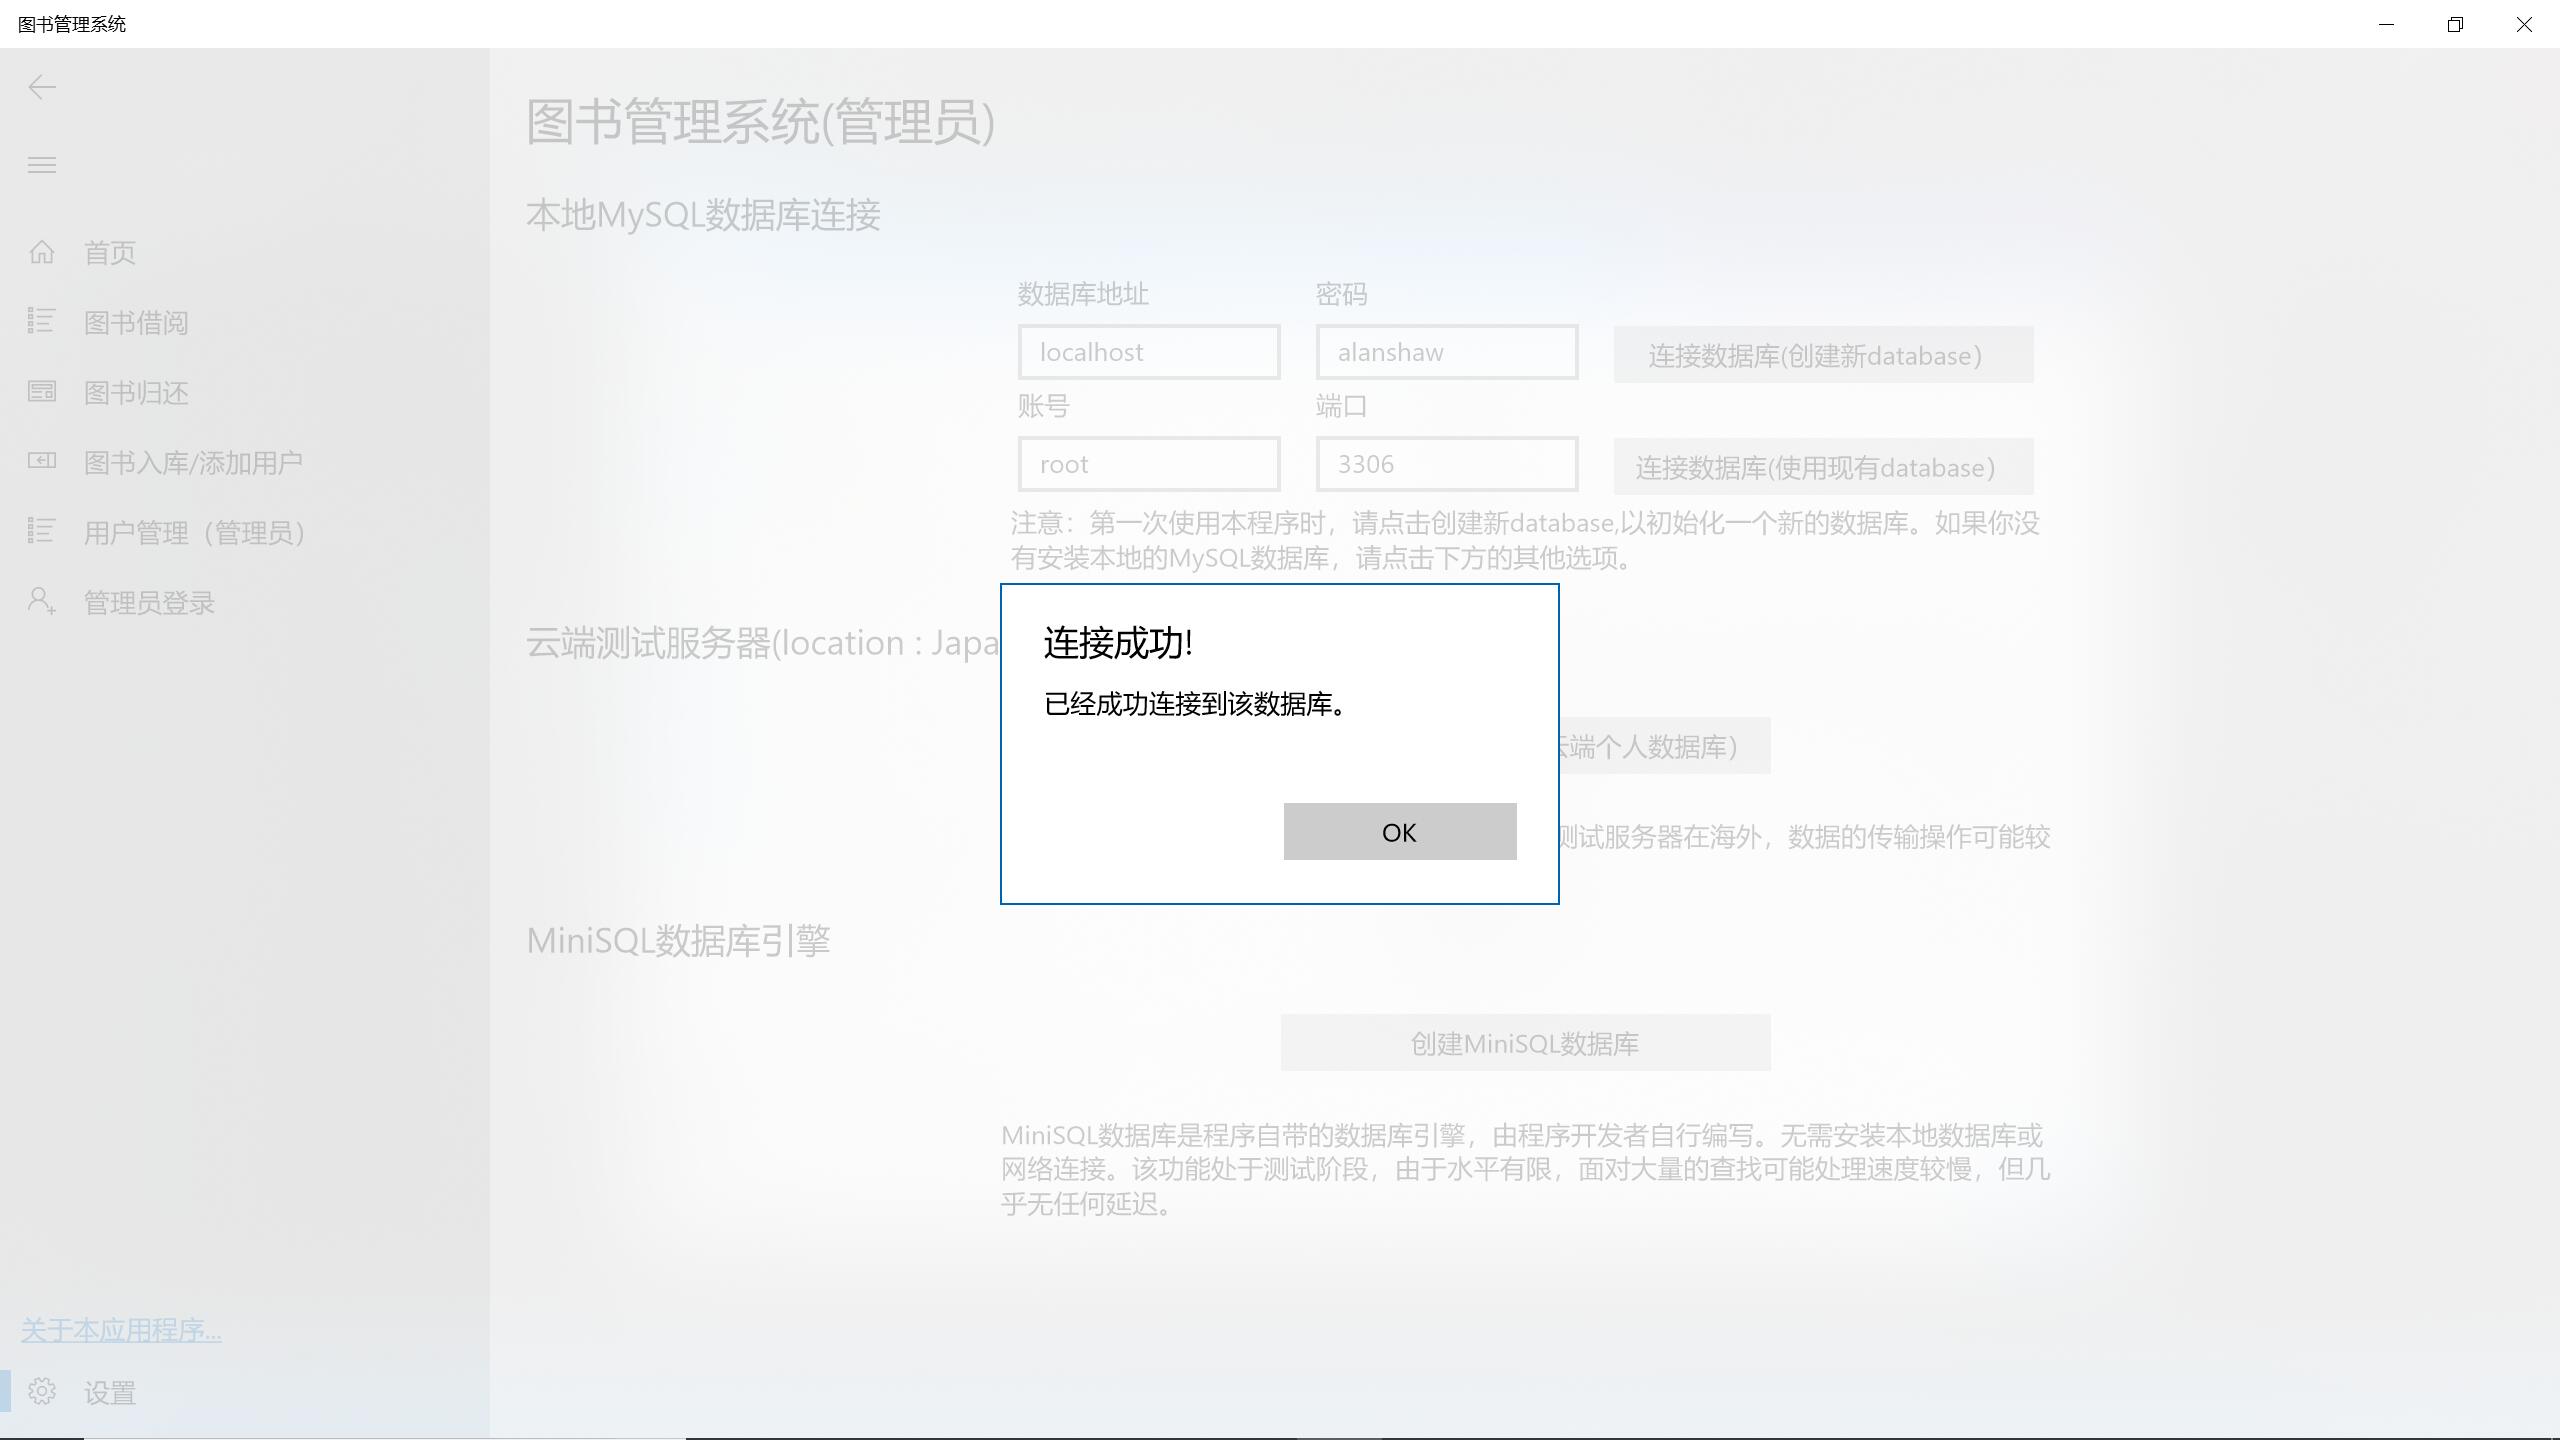 图书管理系统
图书管理系统(管理员)
本地MySQL数据库连接
首页
图书借阅
图书归还
图书入库/添加用户
用户管理（管理员）
管理员登录
数据库地址
密码
localhost
alanshaw
连接数据库(创建新database）
账号
端口
root
3306
连接数据库(使用现有database）
注意：第一次使用本程序时，请点击创建新database,以初始化一个新的数据库。如果你没
有安装本地的MySQL数据库，请点击下方的其他选项。
云端测试服务器(location : Japa
连接成功!
已经成功连接到该数据库。
端个人数据库）
OK
测试服务器在海外，数据的传输操作可能较
MiniSQL数据库引擎
创建MiniSQL数据库
MiniSQL数据库是程序自带的数据库引擎，由程序开发者自行编写。无需安装本地数据库或
网络连接。该功能处于测试阶段，由于水平有限，面对大量的查找可能处理速度较慢，但几
乎无任何延迟。
关于本应用程序...
设置